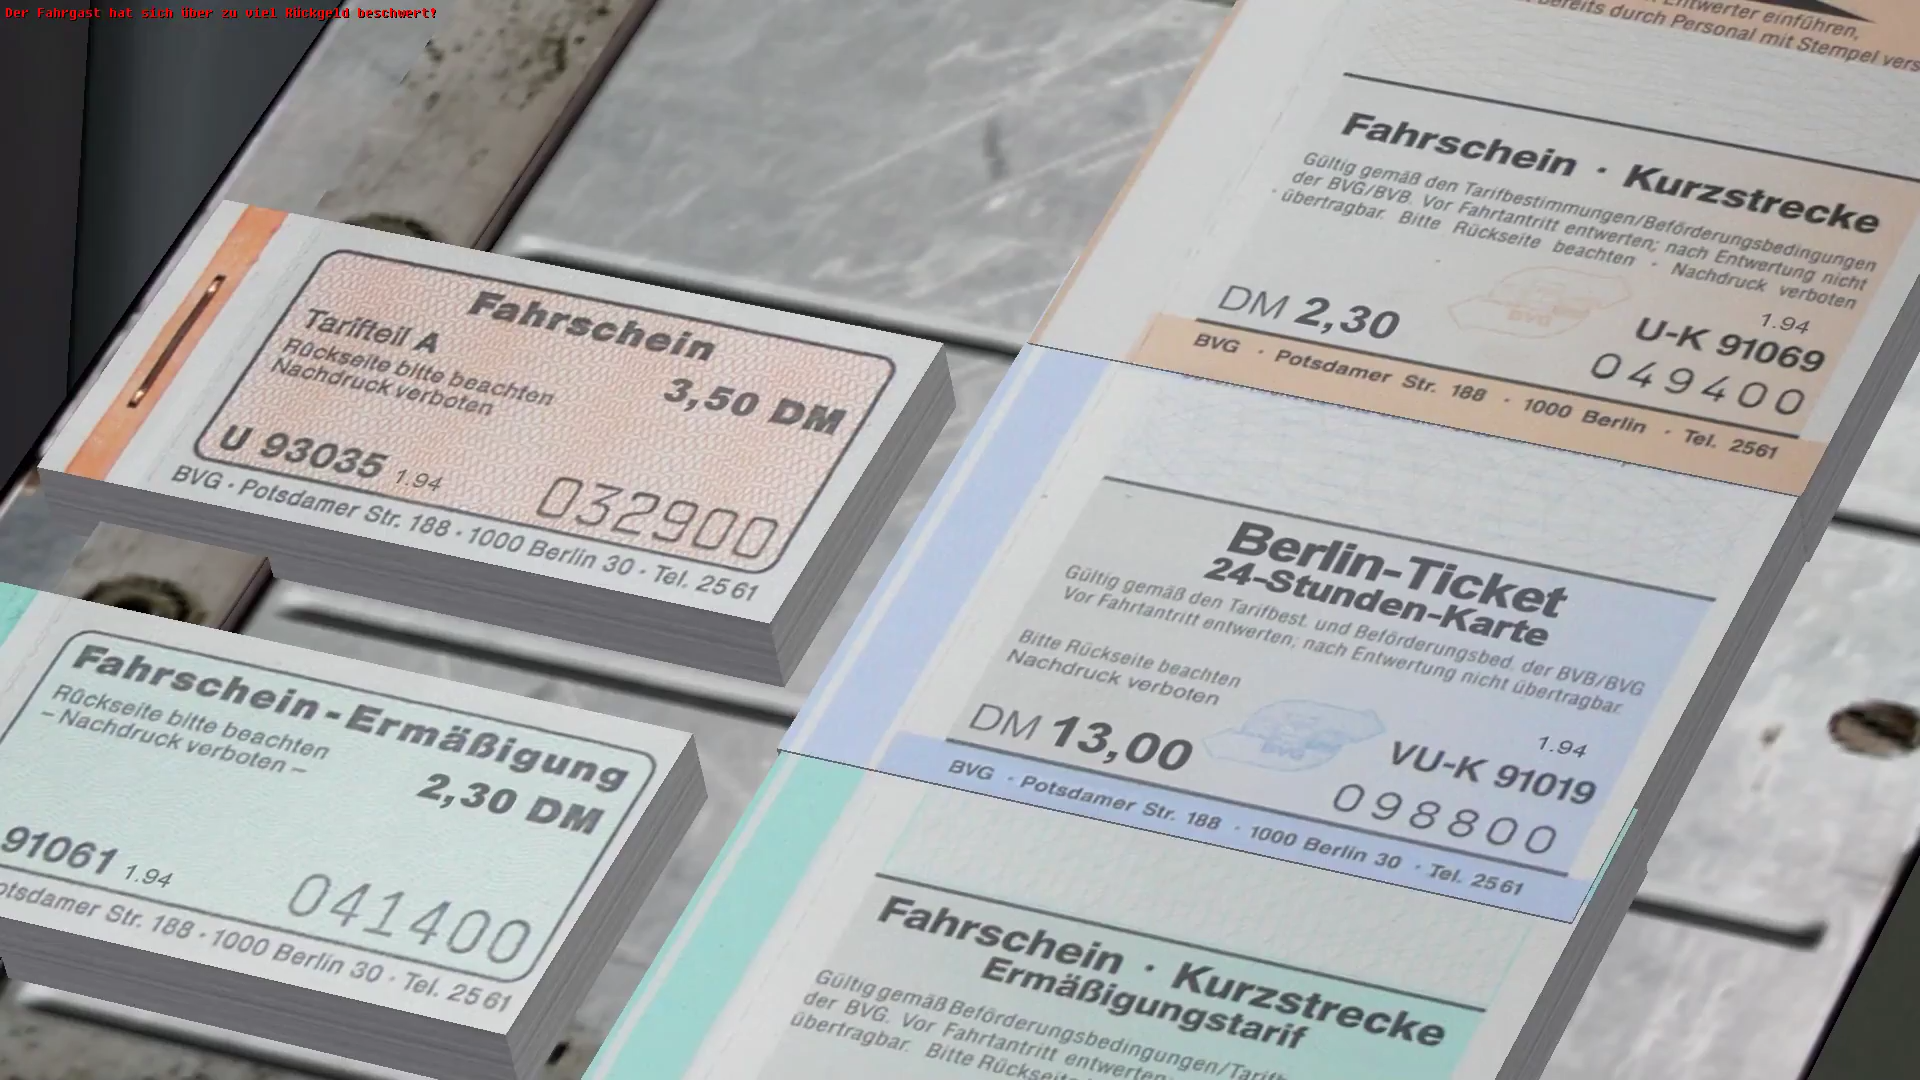 Der Fahrgast hat sich über zu viel Rückgeld beschwert!
Entwerter einführen,
bereits durch Personal mit Stempel vers
Fahrschein · Kurzstrecke
Gültig gemäß den Tarifbestimmungen/Beförderungsbedingungen
der BVG/BVB. Vor Fahrtantritt entwerten; nach Entwertung nicht
übertragbar. Bitte Rückseite beachten · Nachdruck verboten
1.94
DM 2,30
U-K 91069
049400
BVG · Potsdamer Str. 188 · 1000 Berlin · Tel. 2561
Fahrschein
Tarifteil A
Rückseite bitte beachten
Nachdruck verboten
3,50 DM
U 93035 1.94
032900
BVG · Potsdamer Str. 188 · 1000 Berlin 30 · Tel. 25 61
Berlin-Ticket
24-Stunden-Karte
Gültig gemäß den Tarifbest. und Beförderungsbed. der BVB/BVG
Vor Fahrtantritt entwerten; nach Entwertung nicht übertragbar.
Bitte Rückseite beachten
Nachdruck verboten
1.94
DM 13,00
BVG
VU-K 91019
098800
BVG · Potsdamer Str. 188 · 1000 Berlin 30 · Tel. 25 61
Fahrschein-Ermäßigung
Rückseite bitte beachten
– Nachdruck verboten –
2,30 DM
91061 1.94
041400
otsdamer Str. 188 · 1000 Berlin 30 · Tel. 25 61
Fahrschein · Kurzstrecke
Ermäßigungstarif
Gültig gemäß Beförderungsbedingungen/Tarifb
der BVG. Vor Fahrtantritt entwerten
übertragbar. Bitte Rückseite